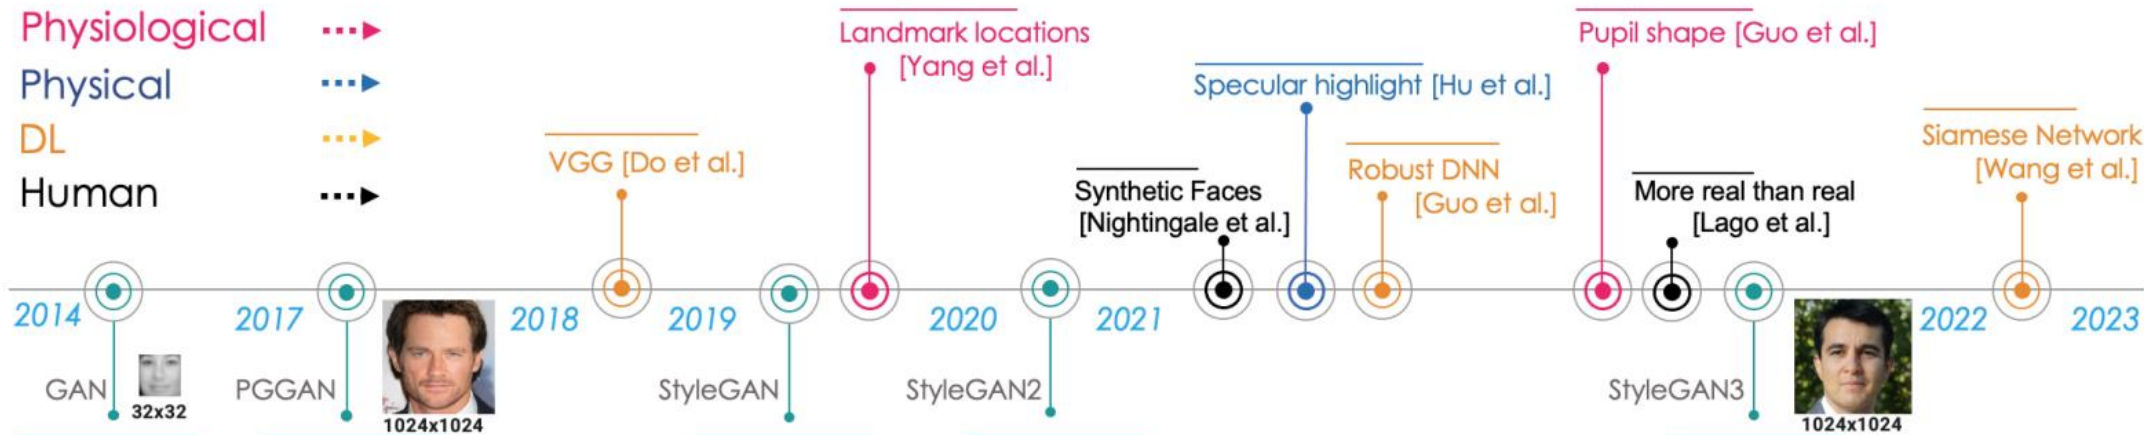 Physiological
Physical
DL
Human
VGG [Do et al.]
Landmark locations
[Yang et al.]
Synthetic Faces
[Nightingale et al.]
Specular highlight [Hu et al.]
Robust DNN
[Guo et al.]
Pupil shape [Guo et al.]
More real than real
[Lago et al.]
Siamese Network
[Wang et al.]
2014
2017
2018
2019
2020
2021
2022
2023
GAN
32x32
PGGAN
1024x1024
StyleGAN
StyleGAN2
StyleGAN3
1024x1024